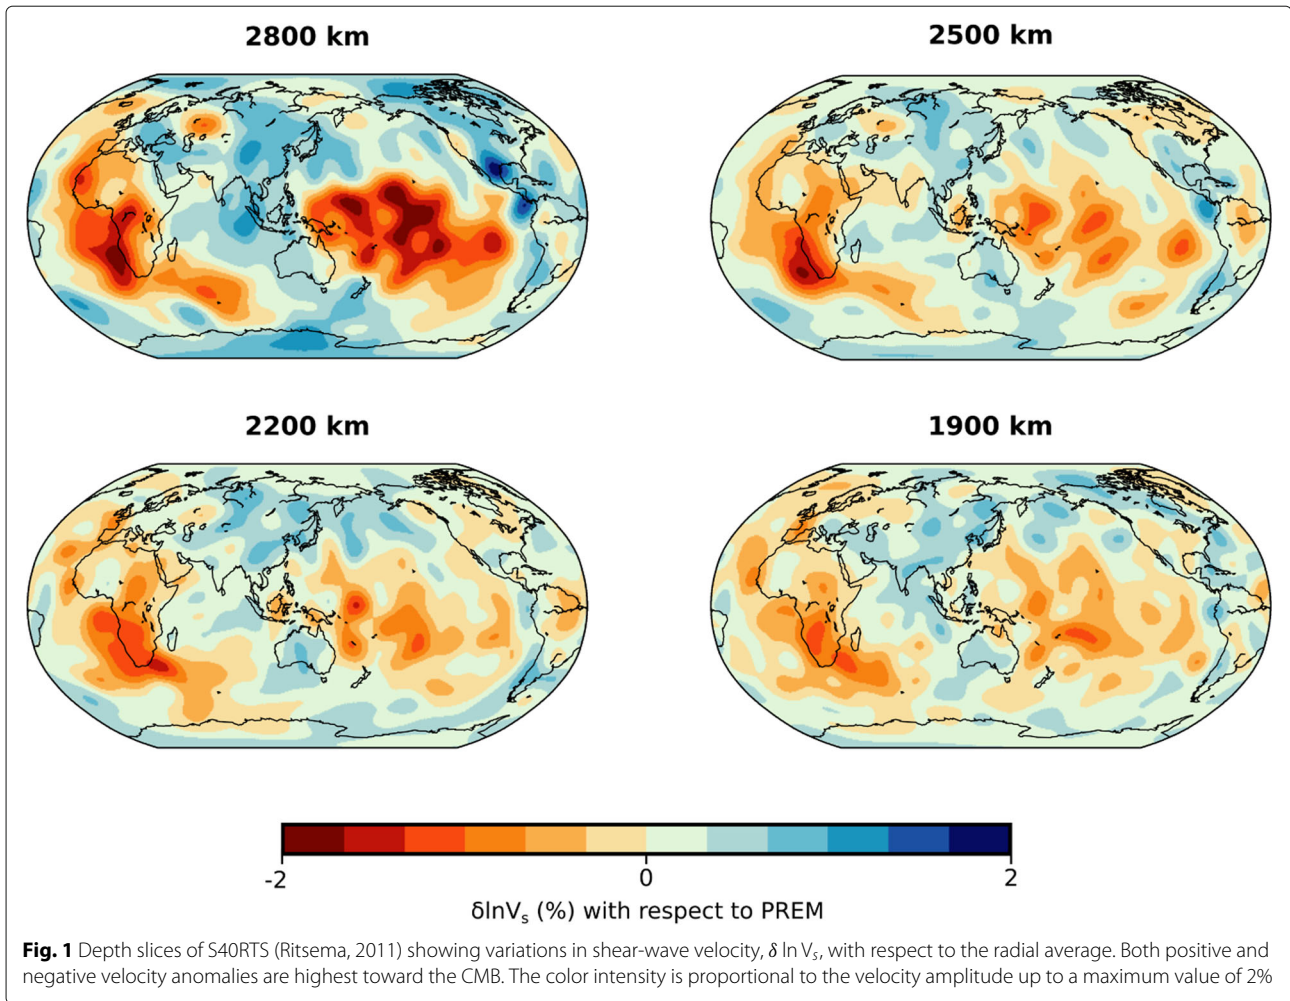 2800 km
2500 km
2200 km
1900 km
-2
0
2
δlnVs (%) with respect to PREM
Fig. 1 Depth slices of S40RTS (Ritsema, 2011) showing variations in shear-wave velocity, δ ln Vs, with respect to the radial average. Both positive and
negative velocity anomalies are highest toward the CMB. The color intensity is proportional to the velocity amplitude up to a maximum value of 2%